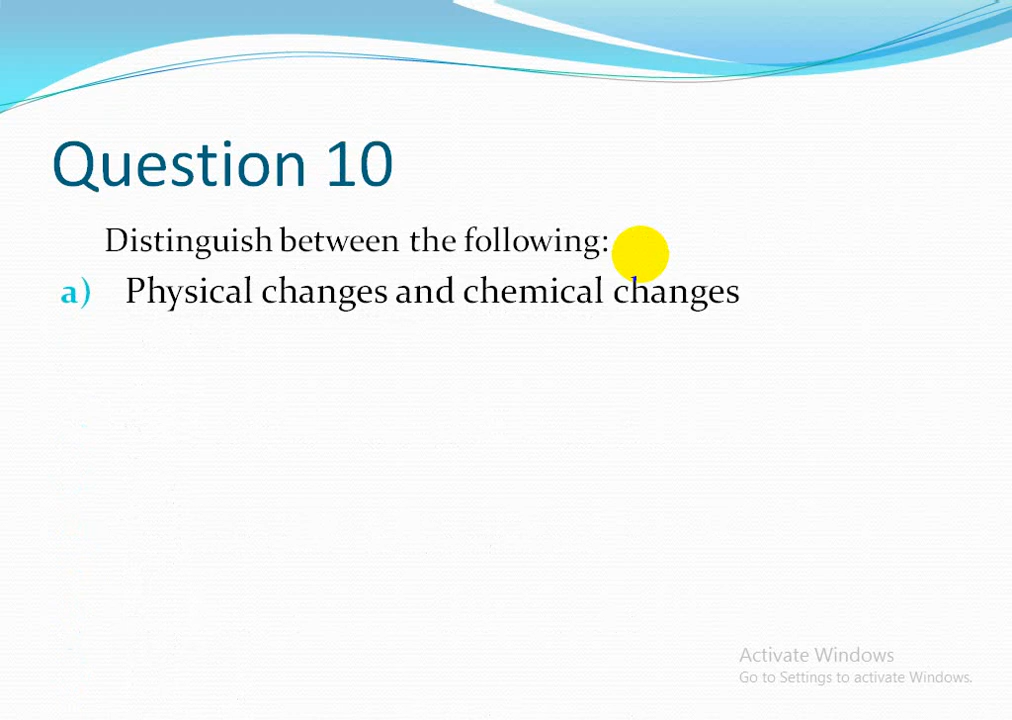 Question 10
Distinguish between the following:
a) Physical changes and chemical changes
Activate Windows
Go to Settings to activate Windows.